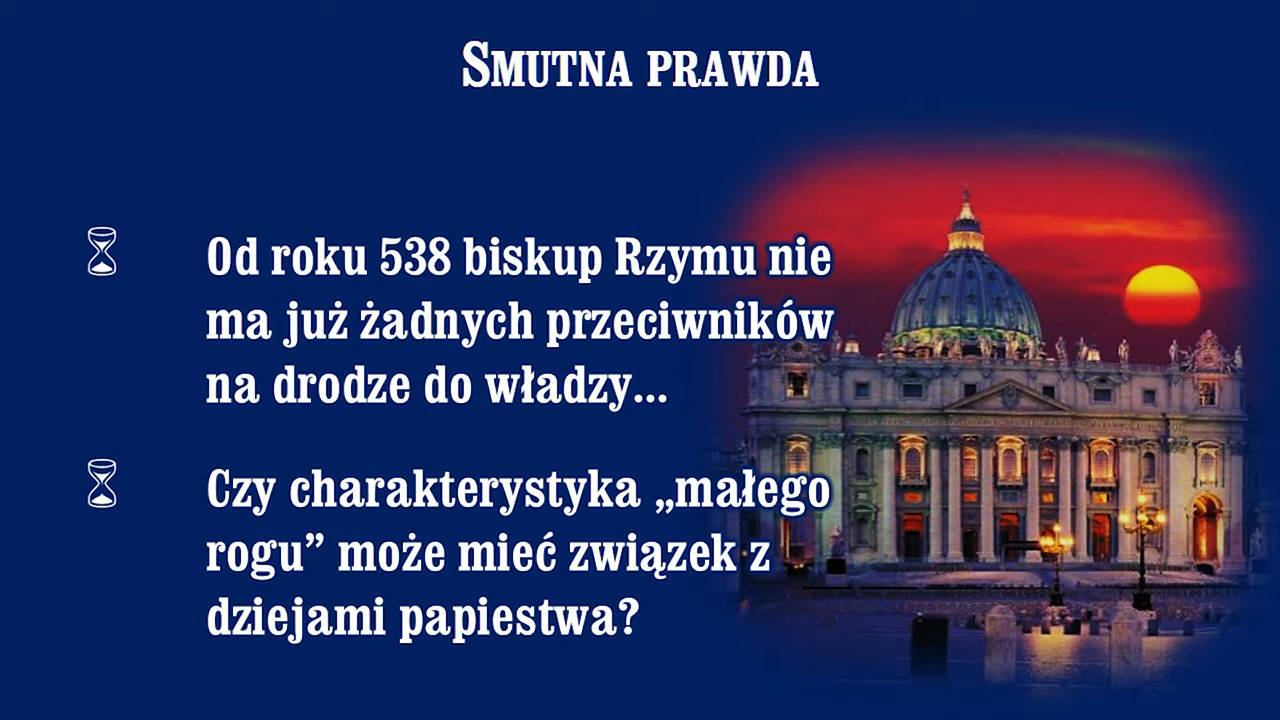 Smutna prawda
Od roku 538 biskup Rzymu nie
ma już żadnych przeciwników
na drodze do władzy...
Czy charakterystyka „małego
rogu” może mieć związek z
dziejami papiestwa?